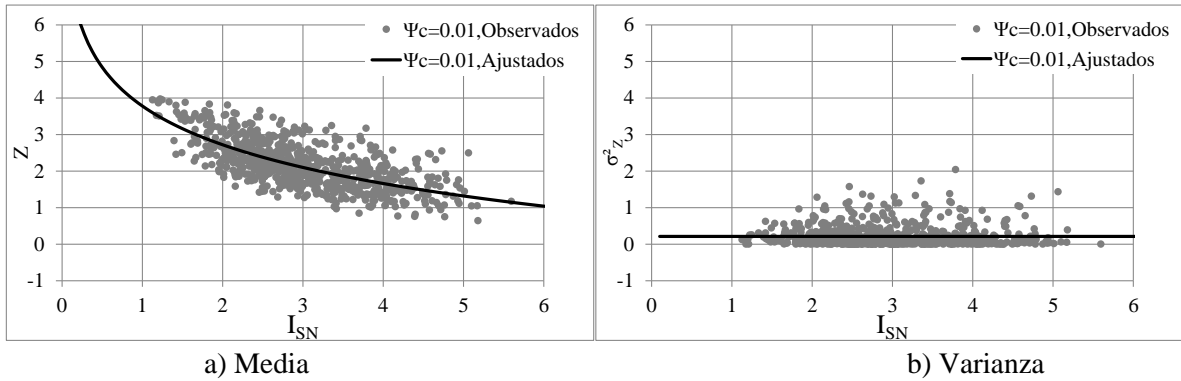 6
5
4
3
2
1
0
-1
Z
0 1 2 3 4 5 6
I_SN
Ψc=0.01,Observados
Ψc=0.01,Ajustados
a) Media
6
5
4
3
2
1
0
-1
σ²_Z
0 1 2 3 4 5 6
I_SN
Ψc=0.01,Observados
Ψc=0.01,Ajustados
b) Varianza